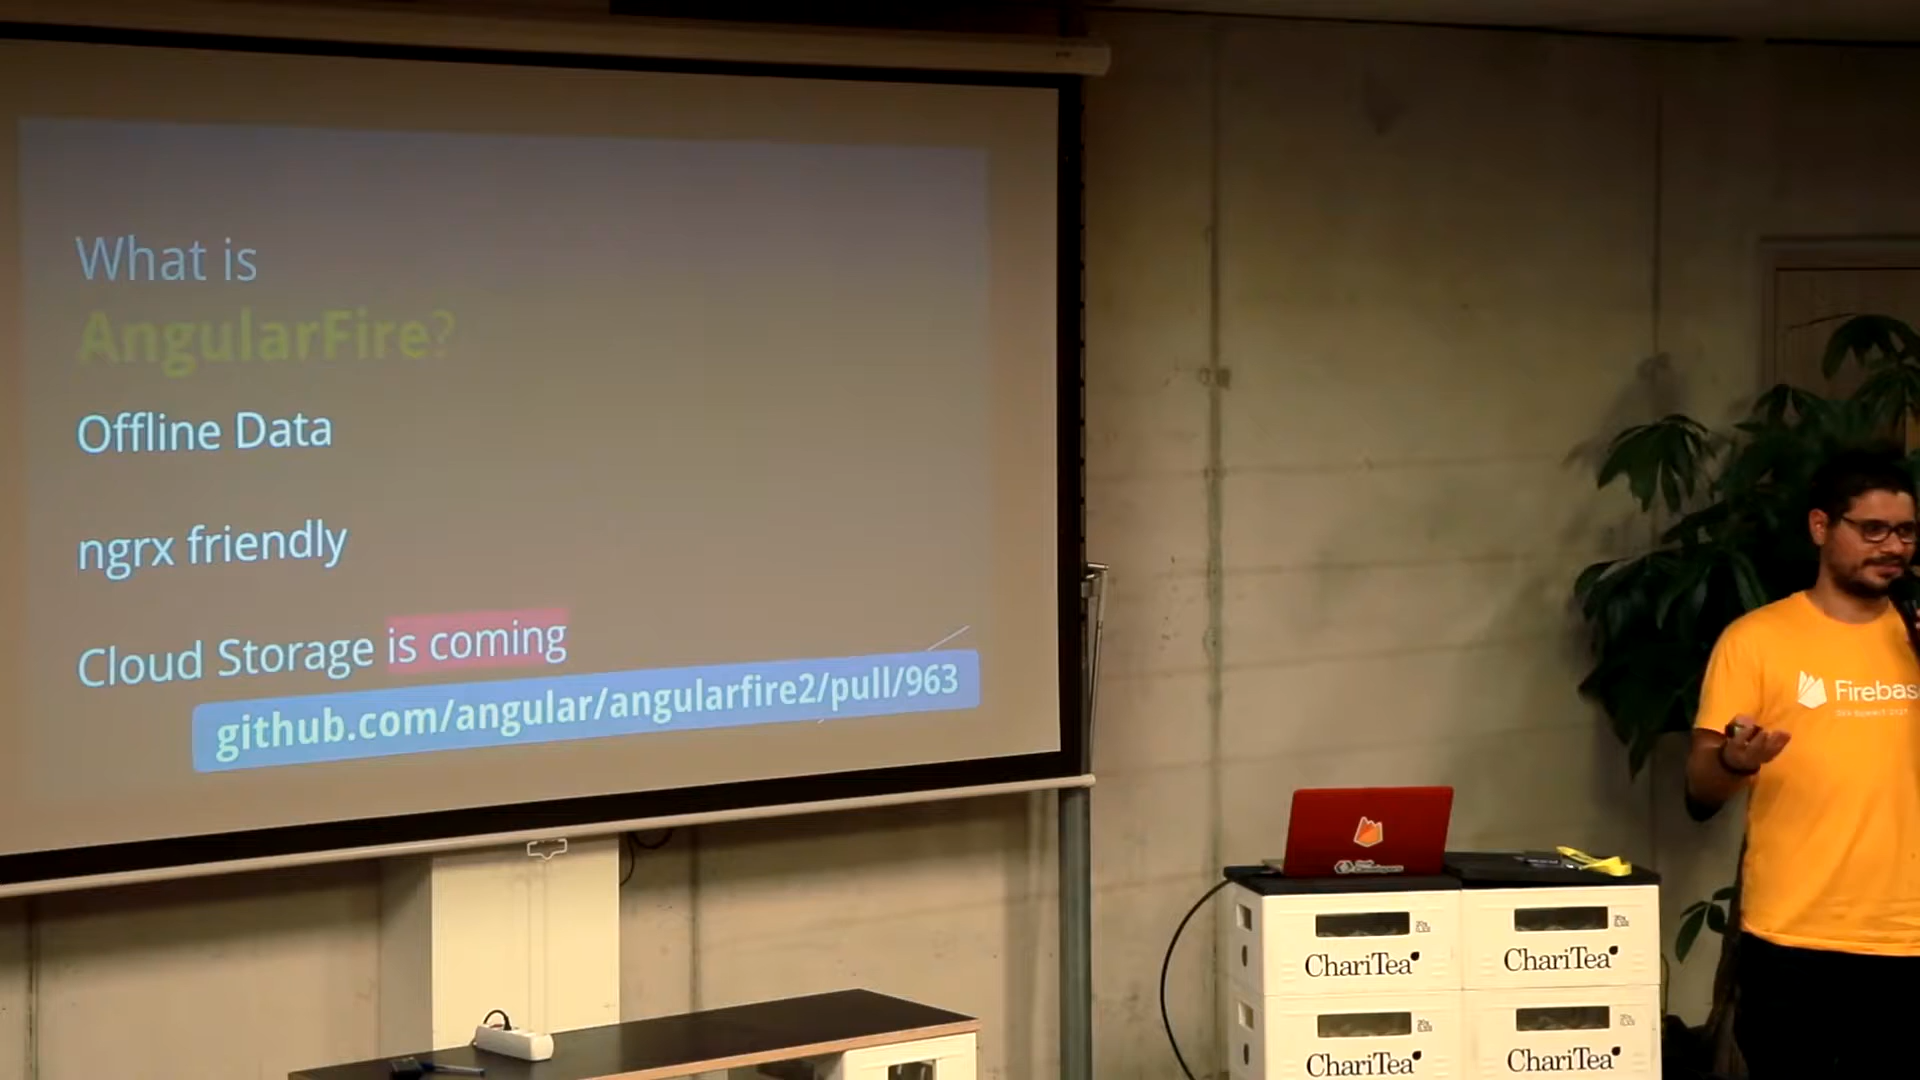 What is
AngularFire?
Offline Data
ngrx friendly
Cloud Storage is coming
github.com/angular/angularfire2/pull/963
Firebas
ChariTea
ChariTea
ChariTea
ChariTea